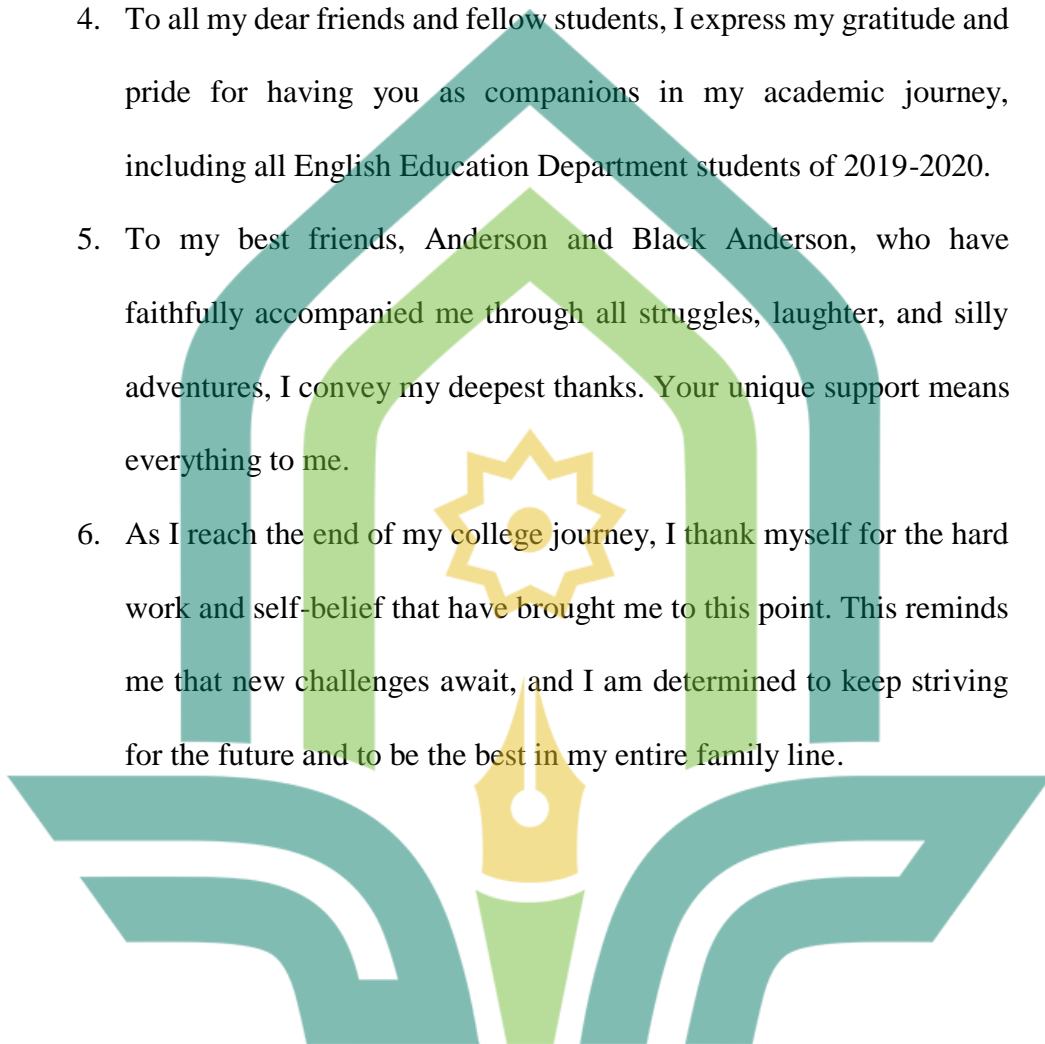 4. To all my dear friends and fellow students, I express my gratitude and
pride for having you as companions in my academic journey,
including all English Education Department students of 2019-2020.
5. To my best friends, Anderson and Black Anderson, who have
faithfully accompanied me through all struggles, laughter, and silly
adventures, I convey my deepest thanks. Your unique support means
everything to me.
6. As I reach the end of my college journey, I thank myself for the hard
work and self-belief that have brought me to this point. This reminds
me that new challenges await, and I am determined to keep striving
for the future and to be the best in my entire family line.